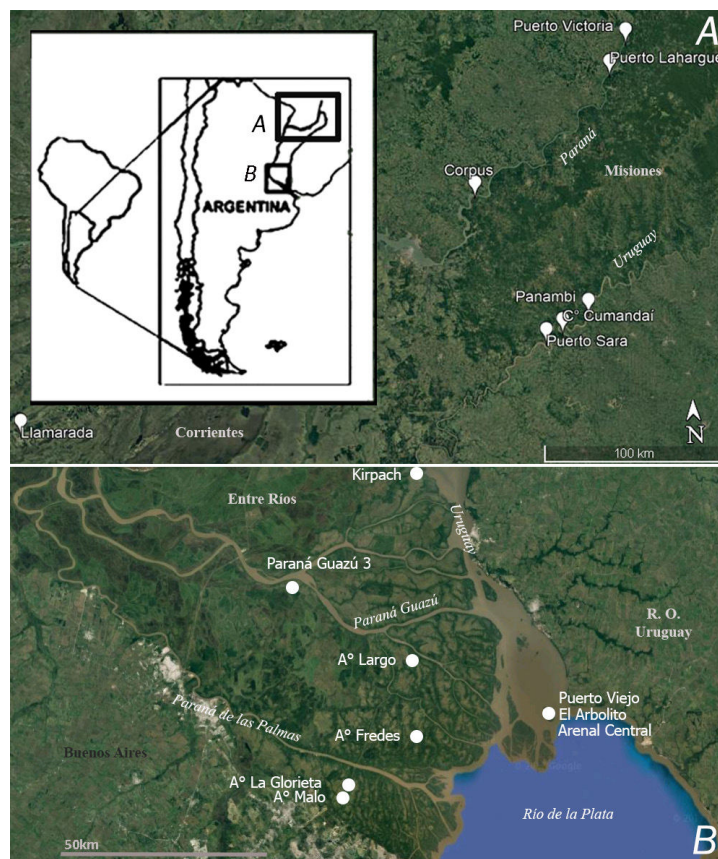 A
Puerto Victoria
Puerto Lahargue
Paraná
Corpus
Misiones
Uruguay
Panambi
C° Cumandaí
Puerto Sara
A
B
ARGENTINA
Llamarada
Corrientes
N
100 km
Kirpach
Entre Ríos
Uruguay
Paraná Guazú 3
Paraná Guazú
R. O.
Uruguay
A° Largo
Paraná de las Palmas
Puerto Viejo
El Arbolito
Arenal Central
A° Fredes
Buenos Aires
A° La Glorieta
A° Malo
Río de la Plata
50km
B